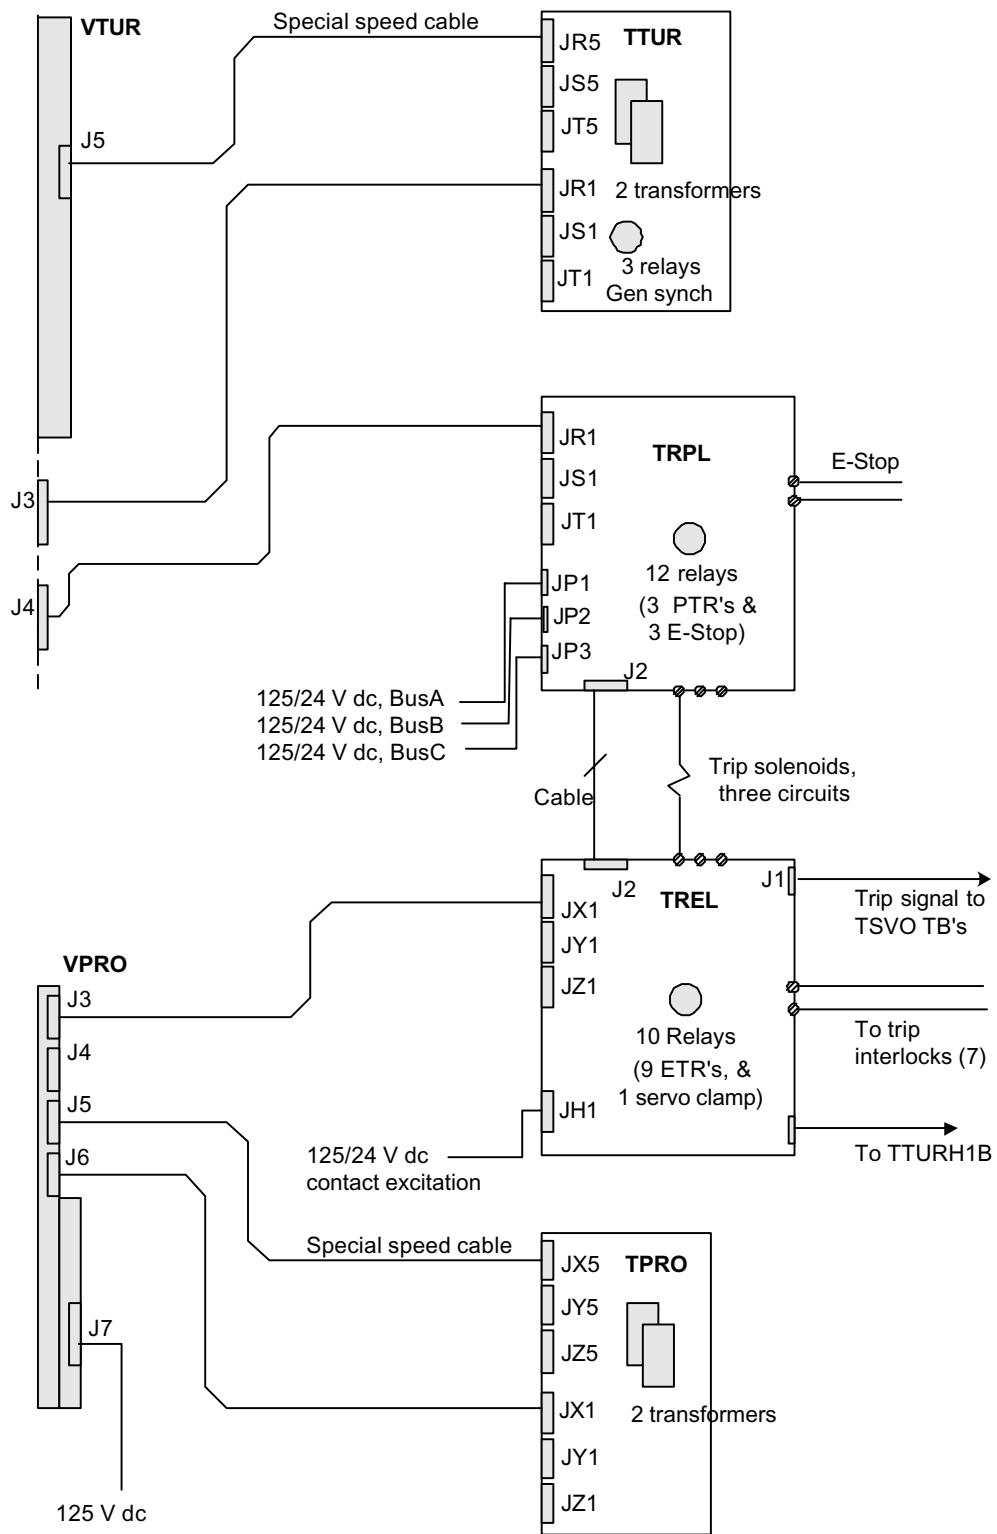 VTUR
Special speed cable
TTUR
JR5
JS5
JT5
J5
JR1
2 transformers
JS1
JT1
3 relays
Gen synch
J3
J4
TRPL
JR1
JS1
JT1
E-Stop
12 relays
(3 PTR's &
3 E-Stop)
JP1
JP2
JP3
J2
125/24 V dc, BusA
125/24 V dc, BusB
125/24 V dc, BusC
Cable
Trip solenoids,
three circuits
J2
TREL
J1
Trip signal to
TSVO TB's
JX1
JY1
JZ1
10 Relays
(9 ETR's, &
1 servo clamp)
To trip
interlocks (7)
JH1
125/24 V dc
contact excitation
To TTURH1B
VPRO
J3
J4
J5
J6
J7
125 V dc
Special speed cable
TPRO
JX5
JY5
JZ5
JX1
2 transformers
JY1
JZ1